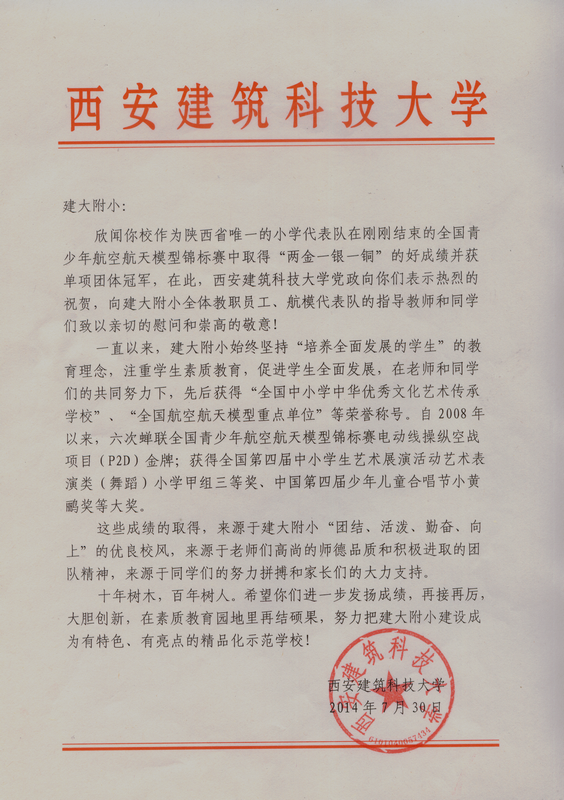 西安建筑科技大学
建大附小：
欣闻你校作为陕西省唯一的小学代表队在刚刚结束的全国青
少年航空航天模型锦标赛中取得“两金一银一铜”的好成绩并获
单项团体冠军，在此，西安建筑科技大学党政向你们表示热烈的
祝贺，向建大附小全体教职员工、航模代表队的指导教师和同学
们致以亲切的慰问和崇高的敬意！
一直以来，建大附小始终坚持“培养全面发展的学生”的教
育理念，注重学生素质教育，促进学生全面发展，在老师和同学
们的共同努力下，先后获得“全国中小学中华优秀文化艺术传承
学校”、“全国航空航天模型重点单位”等荣誉称号。自 2008 年
以来，六次蝉联全国青少年航空航天模型锦标赛电动线操纵空战
项目（P2D）金牌；获得全国第四届中小学生艺术展演活动艺术表
演类（舞蹈）小学甲组三等奖、中国第四届少年儿童合唱节小黄
鹂奖等大奖。
这些成绩的取得，来源于建大附小“团结、活泼、勤奋、向
上”的优良校风，来源于老师们高尚的师德品质和积极进取的团
队精神，来源于同学们的努力拼搏和家长们的大力支持。
十年树木，百年树人。希望你们进一步发扬成绩，再接再厉，
大胆创新，在素质教育园地里再结硕果，努力把建大附小建设成
为有特色、有亮点的精品化示范学校！
西安建筑科技大学
2014 年 7 月 30 日
西安建筑科技大学